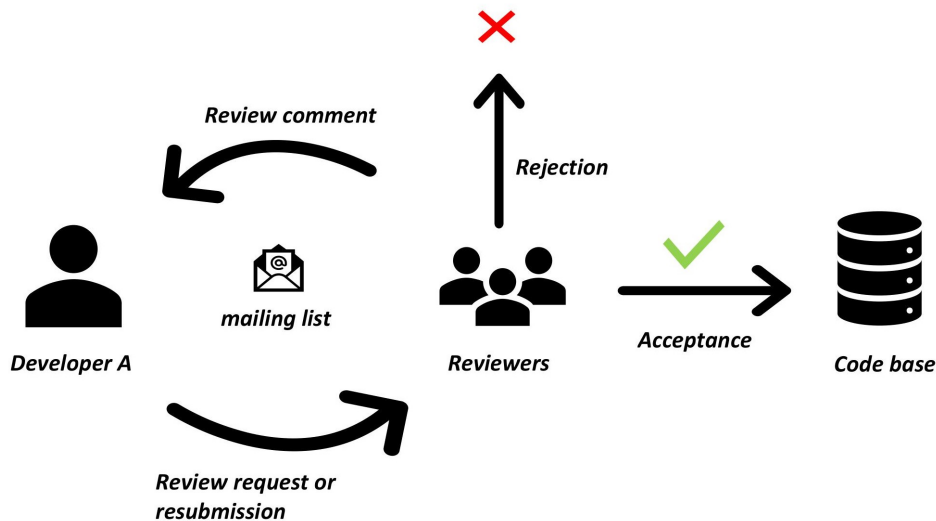 Review comment
Rejection
@
mailing list
Acceptance
Developer A
Reviewers
Code base
Review request or
resubmission